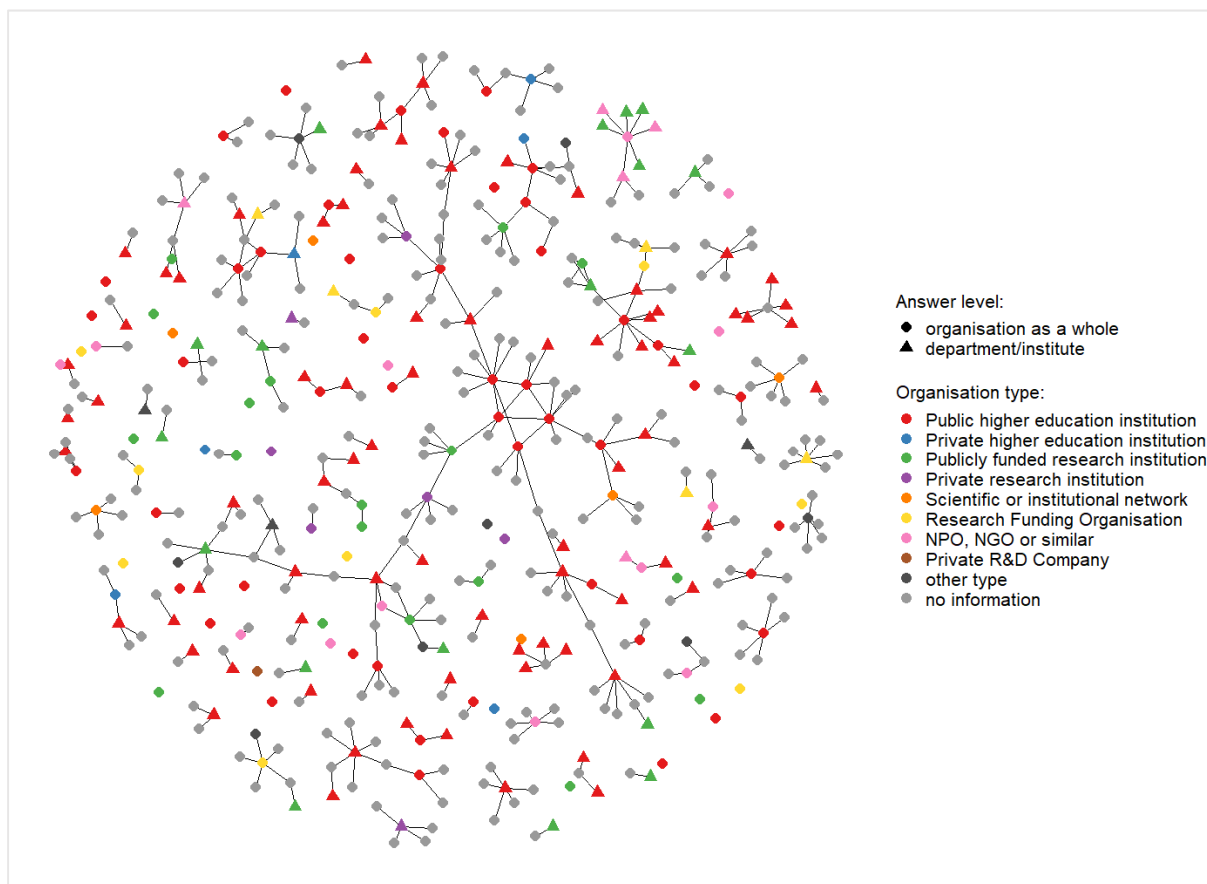 Answer level:
organisation as a whole
department/institute
Organisation type:
Public higher education institution
Private higher education institution
Publicly funded research institution
Private research institution
Scientific or institutional network
Research Funding Organisation
NPO, NGO or similar
Private R&D Company
other type
no information